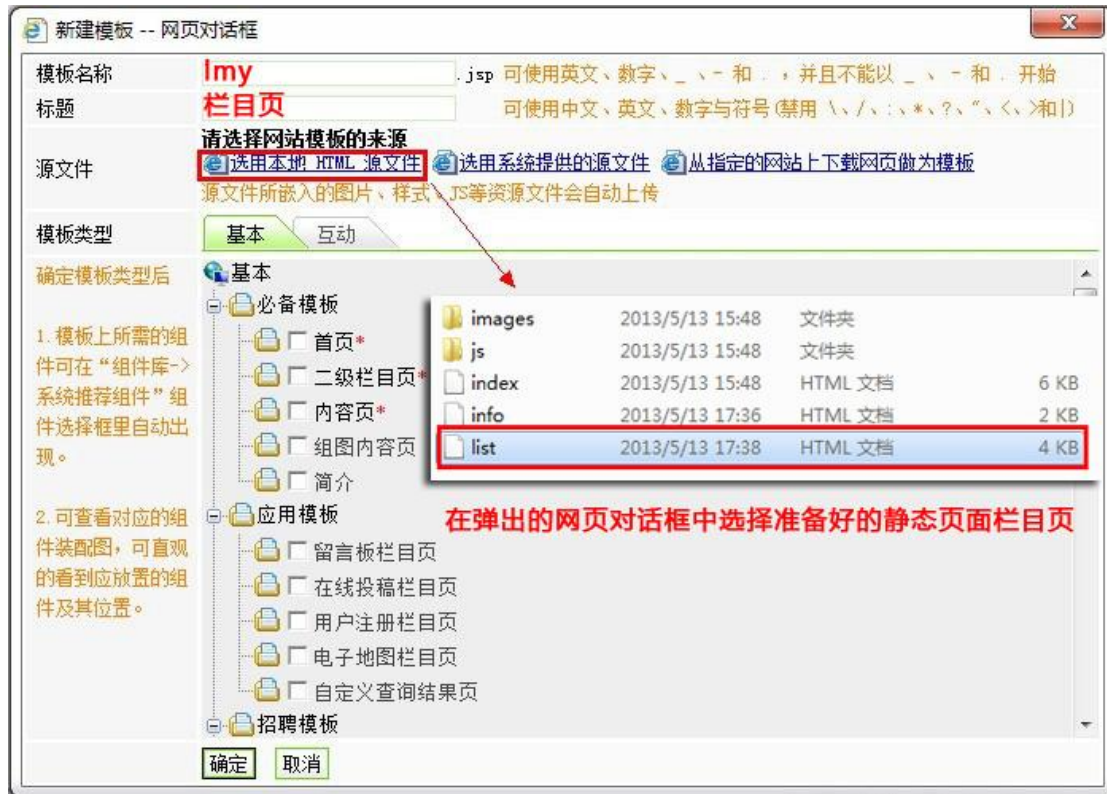 新建模板 -- 网页对话框
模板名称 lmy .jsp 可使用英文、数字、_ 、- 和 . ，并且不能以 _ 、 - 和 . 开始
标题 栏目页 可使用中文、英文、数字与符号(禁用 \、/、:、*、?、“、<、>和|)
请选择网站模板的来源
源文件 选用本地 HTML 源文件 选用系统提供的源文件 从指定的网站上下载网页做为模板
源文件所嵌入的图片、样式、JS等资源文件会自动上传
模板类型 基本 互动
确定模板类型后
1.模板上所需的组
件可在“组件库->
系统推荐组件”组
件选择框里自动出
现。
2.可查看对应的组
件装配图，可直观
的看到应放置的组
件及其位置。
基本
必备模板
首页*
二级栏目页*
内容页*
组图内容页
简介
应用模板
留言板栏目页
在线投稿栏目页
用户注册栏目页
电子地图栏目页
自定义查询结果页
招聘模板
images 2013/5/13 15:48 文件夹
js 2013/5/13 15:48 文件夹
index 2013/5/13 15:48 HTML 文档 6 KB
info 2013/5/13 17:36 HTML 文档 2 KB
list 2013/5/13 17:38 HTML 文档 4 KB
在弹出的网页对话框中选择准备好的静态页面栏目页
确定 取消